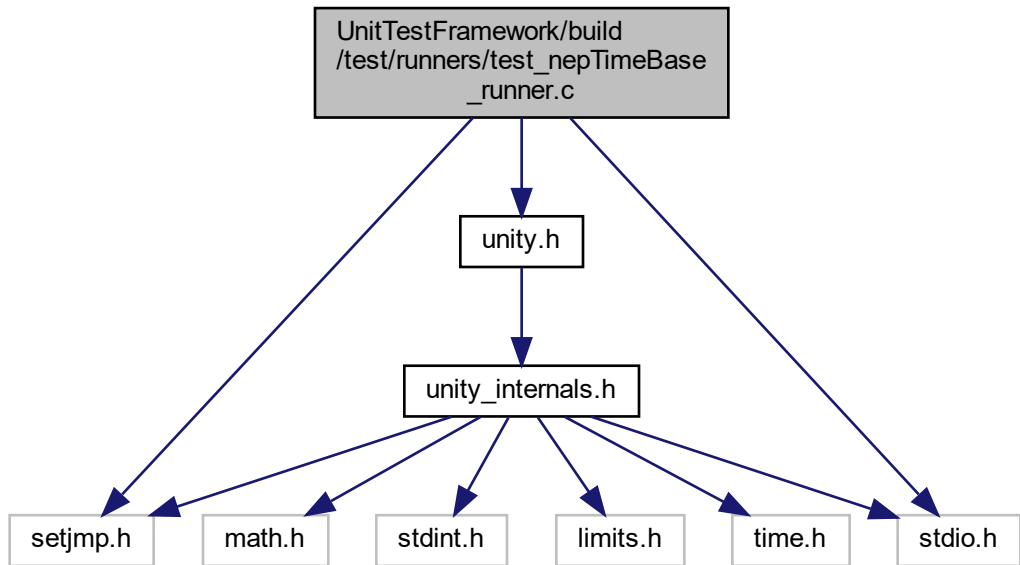 UnitTestFramework/build
/test/runners/test_nepTimeBase
_runner.c
unity.h
unity_internals.h
setjmp.h
math.h
stdint.h
limits.h
time.h
stdio.h